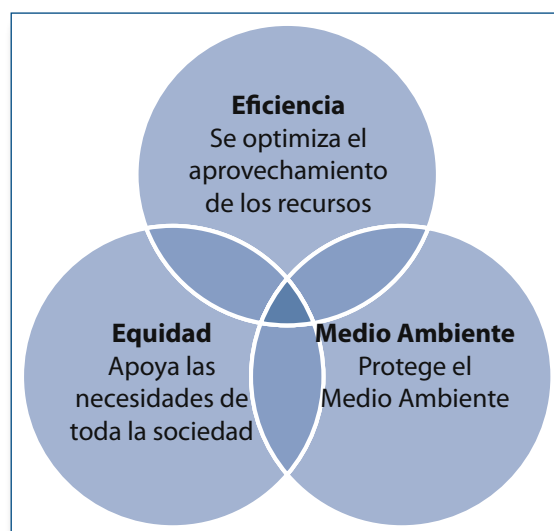 Eficiencia
Se optimiza el
aprovechamiento
de los recursos
Equidad
Apoya las
necesidades de
toda la sociedad
Medio Ambiente
Protege el
Medio Ambiente